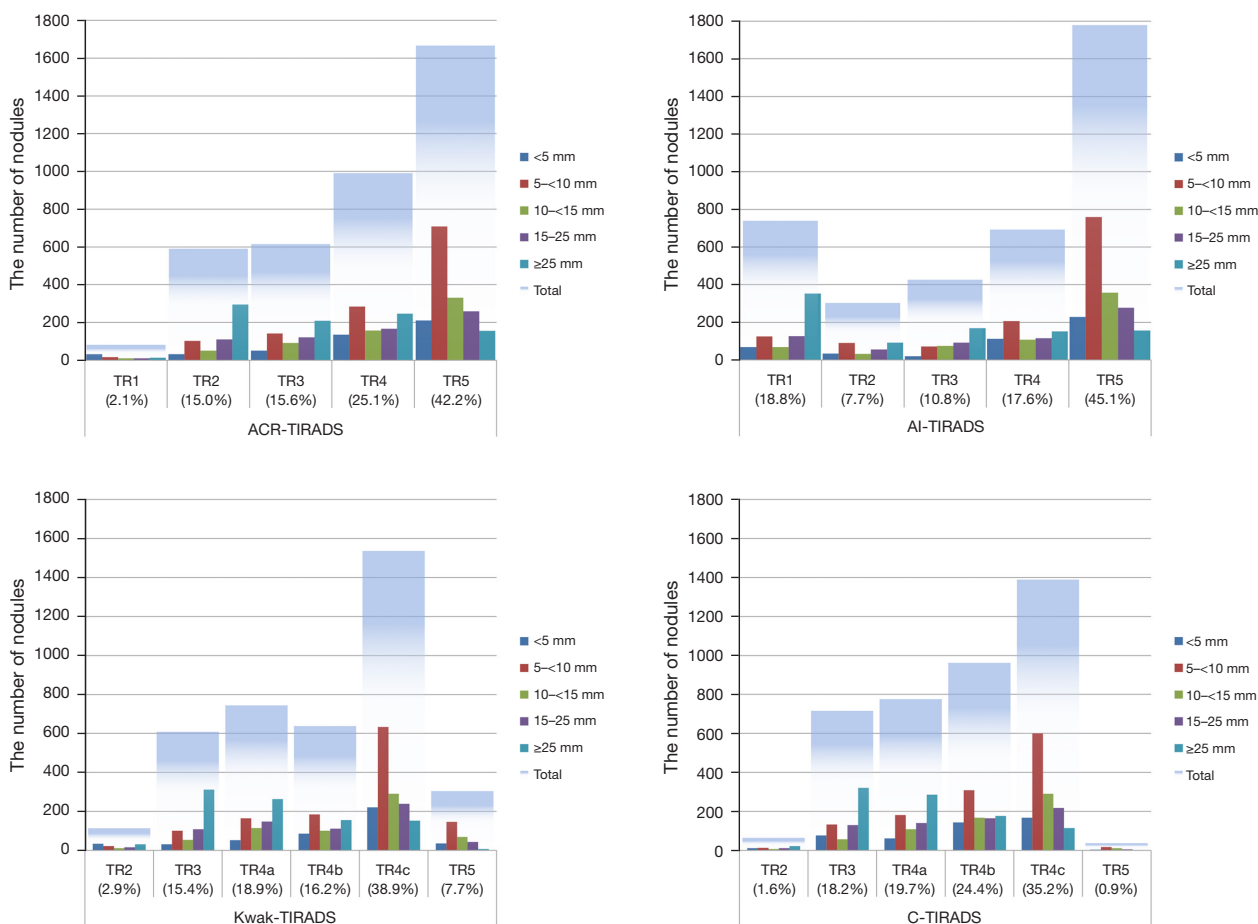 The number of nodules
1800
1600
1400
1200
1000
800
600
400
200
0
TR1 TR2 TR3 TR4 TR5
(2.1%) (15.0%) (15.6%) (25.1%) (42.2%)
ACR-TIRADS
<5 mm
5–<10 mm
10–<15 mm
15–25 mm
≥25 mm
Total
The number of nodules
1800
1600
1400
1200
1000
800
600
400
200
0
TR1 TR2 TR3 TR4 TR5
(18.8%) (7.7%) (10.8%) (17.6%) (45.1%)
AI-TIRADS
<5 mm
5–<10 mm
10–<15 mm
15–25 mm
≥25 mm
Total
The number of nodules
1800
1600
1400
1200
1000
800
600
400
200
0
TR2 TR3 TR4a TR4b TR4c TR5
(2.9%) (15.4%) (18.9%) (16.2%) (38.9%) (7.7%)
Kwak-TIRADS
<5 mm
5–<10 mm
10–<15 mm
15–25 mm
≥25 mm
Total
The number of nodules
1800
1600
1400
1200
1000
800
600
400
200
0
TR2 TR3 TR4a TR4b TR4c TR5
(1.6%) (18.2%) (19.7%) (24.4%) (35.2%) (0.9%)
C-TIRADS
<5 mm
5–<10 mm
10–<15 mm
15–25 mm
≥25 mm
Total